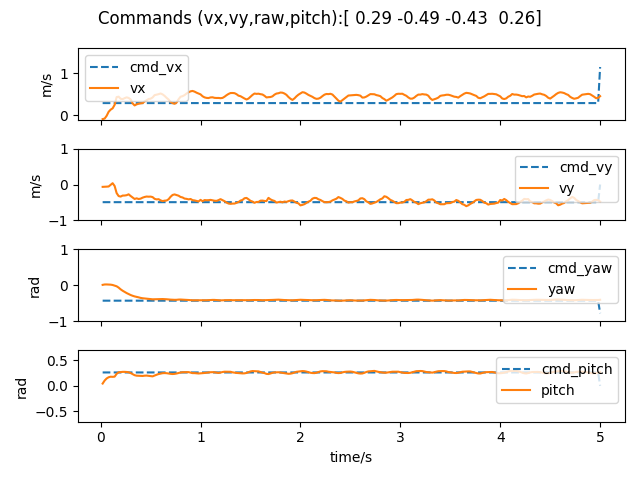 Commands (vx,vy,raw,pitch):[ 0.29 -0.49 -0.43  0.26]
m/s
1
0
cmd_vx
vx
m/s
1
0
−1
cmd_vy
vy
rad
1
0
−1
cmd_yaw
yaw
rad
0.5
0.0
−0.5
cmd_pitch
pitch
0 1 2 3 4 5
time/s